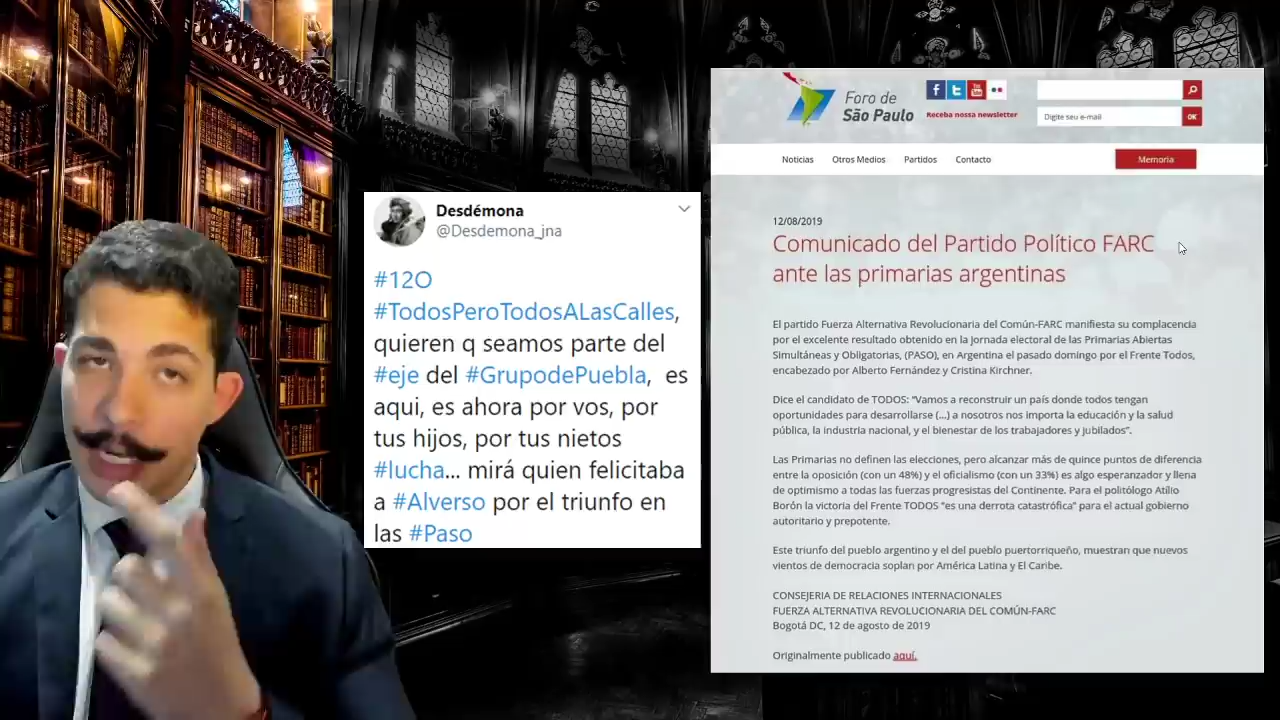 Desdémona
@Desdemona_jna
#12O
#TodosPeroTodosALasCalles,
quieren q seamos parte del
#eje del #GrupodePuebla, es
aqui, es ahora por vos, por
tus hijos, por tus nietos
#lucha... mirá quien felicitaba
a #Alverso por el triunfo en
las #Paso
Foro de
São Paulo
Receba nossa newsletter
Digite seu e-mail
OK
Noticias Otros Medios Partidos Contacto Memoria
12/08/2019
Comunicado del Partido Político FARC
ante las primarias argentinas
El partido Fuerza Alternativa Revolucionaria del Común-FARC manifiesta su complacencia
por el excelente resultado obtenido en la jornada electoral de las Primarias Abiertas
Simultáneas y Obligatorias, (PASO), en Argentina el pasado domingo por el Frente Todos,
encabezado por Alberto Fernández y Cristina Kirchner.
Dice el candidato de TODOS: “Vamos a reconstruir un país donde todos tengan
oportunidades para desarrollarse (...) a nosotros nos importa la educación y la salud
pública, la industria nacional, y el bienestar de los trabajadores y jubilados”.
Las Primarias no definen las elecciones, pero alcanzar más de quince puntos de diferencia
entre la oposición (con un 48%) y el oficialismo (con un 33%) es algo esperanzador y llena
de optimismo a todas las fuerzas progresistas del Continente. Para el politólogo Atilio
Borón la victoria del Frente TODOS “es una derrota catastrófica” para el actual gobierno
autoritario y prepotente.
Este triunfo del pueblo argentino y el del pueblo puertorriqueño, muestran que nuevos
vientos de democracia soplan por América Latina y El Caribe.
CONSEJERIA DE RELACIONES INTERNACIONALES
FUERZA ALTERNATIVA REVOLUCIONARIA DEL COMÚN-FARC
Bogotá DC, 12 de agosto de 2019
Originalmente publicado aquí.